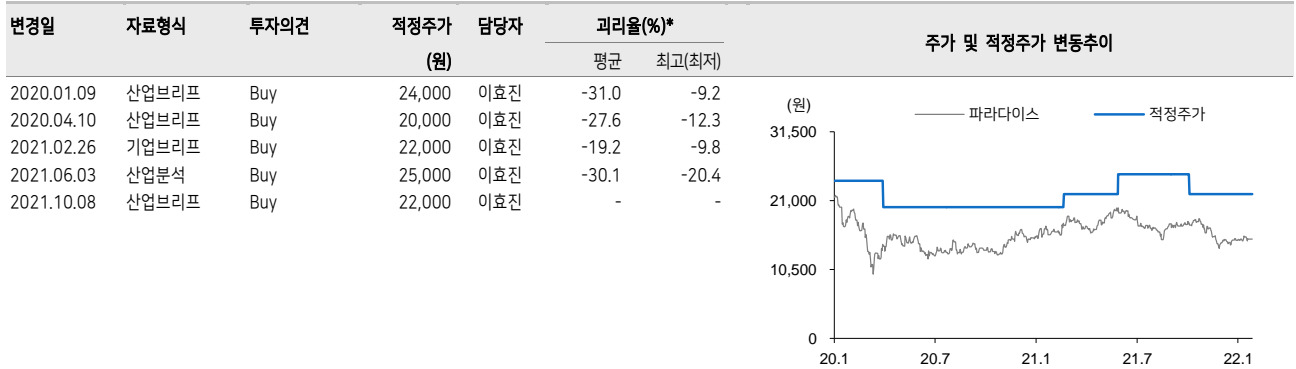 변경일 자료형식 투자의견 적정주가 담당자 괴리율(%)* 주가 및 적정주가 변동추이
(원) 평균 최고(최저)
2020.01.09 산업브리프 Buy 24,000 이효진 -31.0 -9.2
2020.04.10 산업브리프 Buy 20,000 이효진 -27.6 -12.3
2021.02.26 기업브리프 Buy 22,000 이효진 -19.2 -9.8
2021.06.03 산업분석 Buy 25,000 이효진 -30.1 -20.4
2021.10.08 산업브리프 Buy 22,000 이효진 - -
(원)
파라다이스 적정주가
31,500
21,000
10,500
0
20.1 20.7 21.1 21.7 22.1